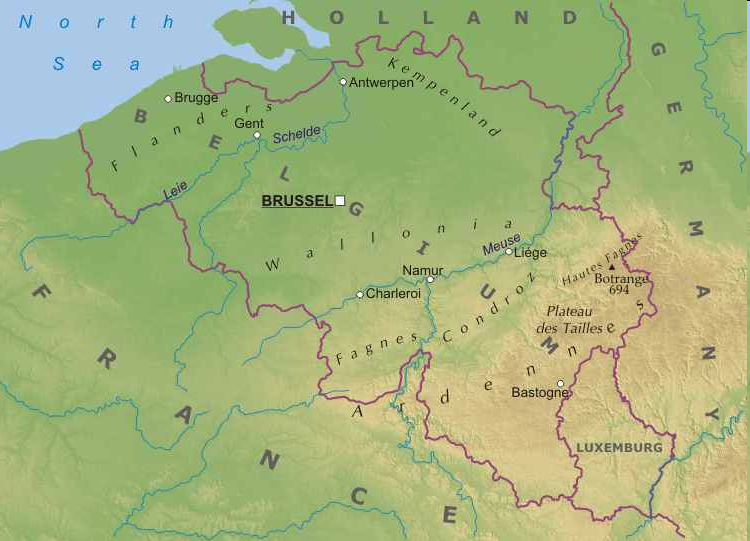 HOLLAND
North
Sea
GERMANY
Kempenland
Antwerpen
Brugge
Flanders
BELGIUM
Gent
Schelde
Leie
BRUSSEL
Wallonia
Meuse
Liége
Hautes Fagnes
Botrange
694
Namur
Charleroi
Condroz
Plateau
des Tailles
Fagnes
Ardennes
Bastogne
FRANCE
LUXEMBURG